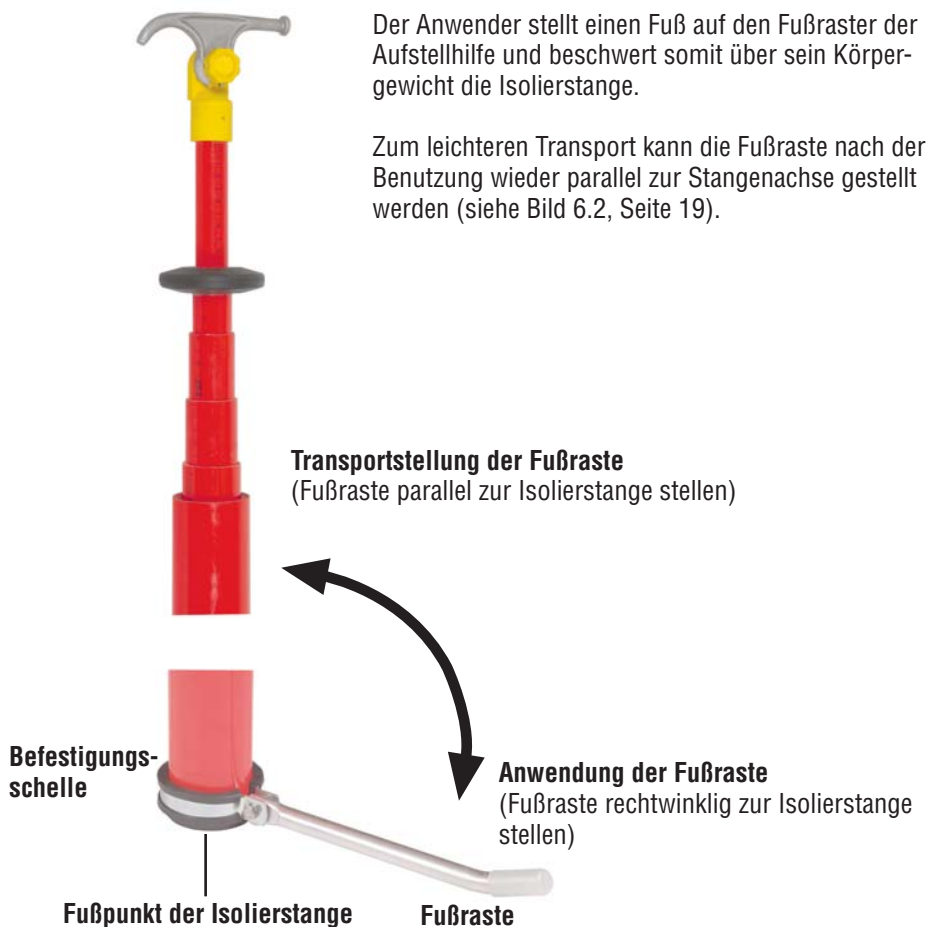 Der Anwender stellt einen Fuß auf den Fußraster der
Aufstellhilfe und beschwert somit über sein Körper-
gewicht die Isolierstange.
Zum leichteren Transport kann die Fußraste nach der
Benutzung wieder parallel zur Stangenachse gestellt
werden (siehe Bild 6.2, Seite 19).
Transportstellung der Fußraste
(Fußraste parallel zur Isolierstange stellen)
Befestigungs-
schelle
Anwendung der Fußraste
(Fußraste rechtwinklig zur Isolierstange
stellen)
Fußpunkt der Isolierstange
Fußraste